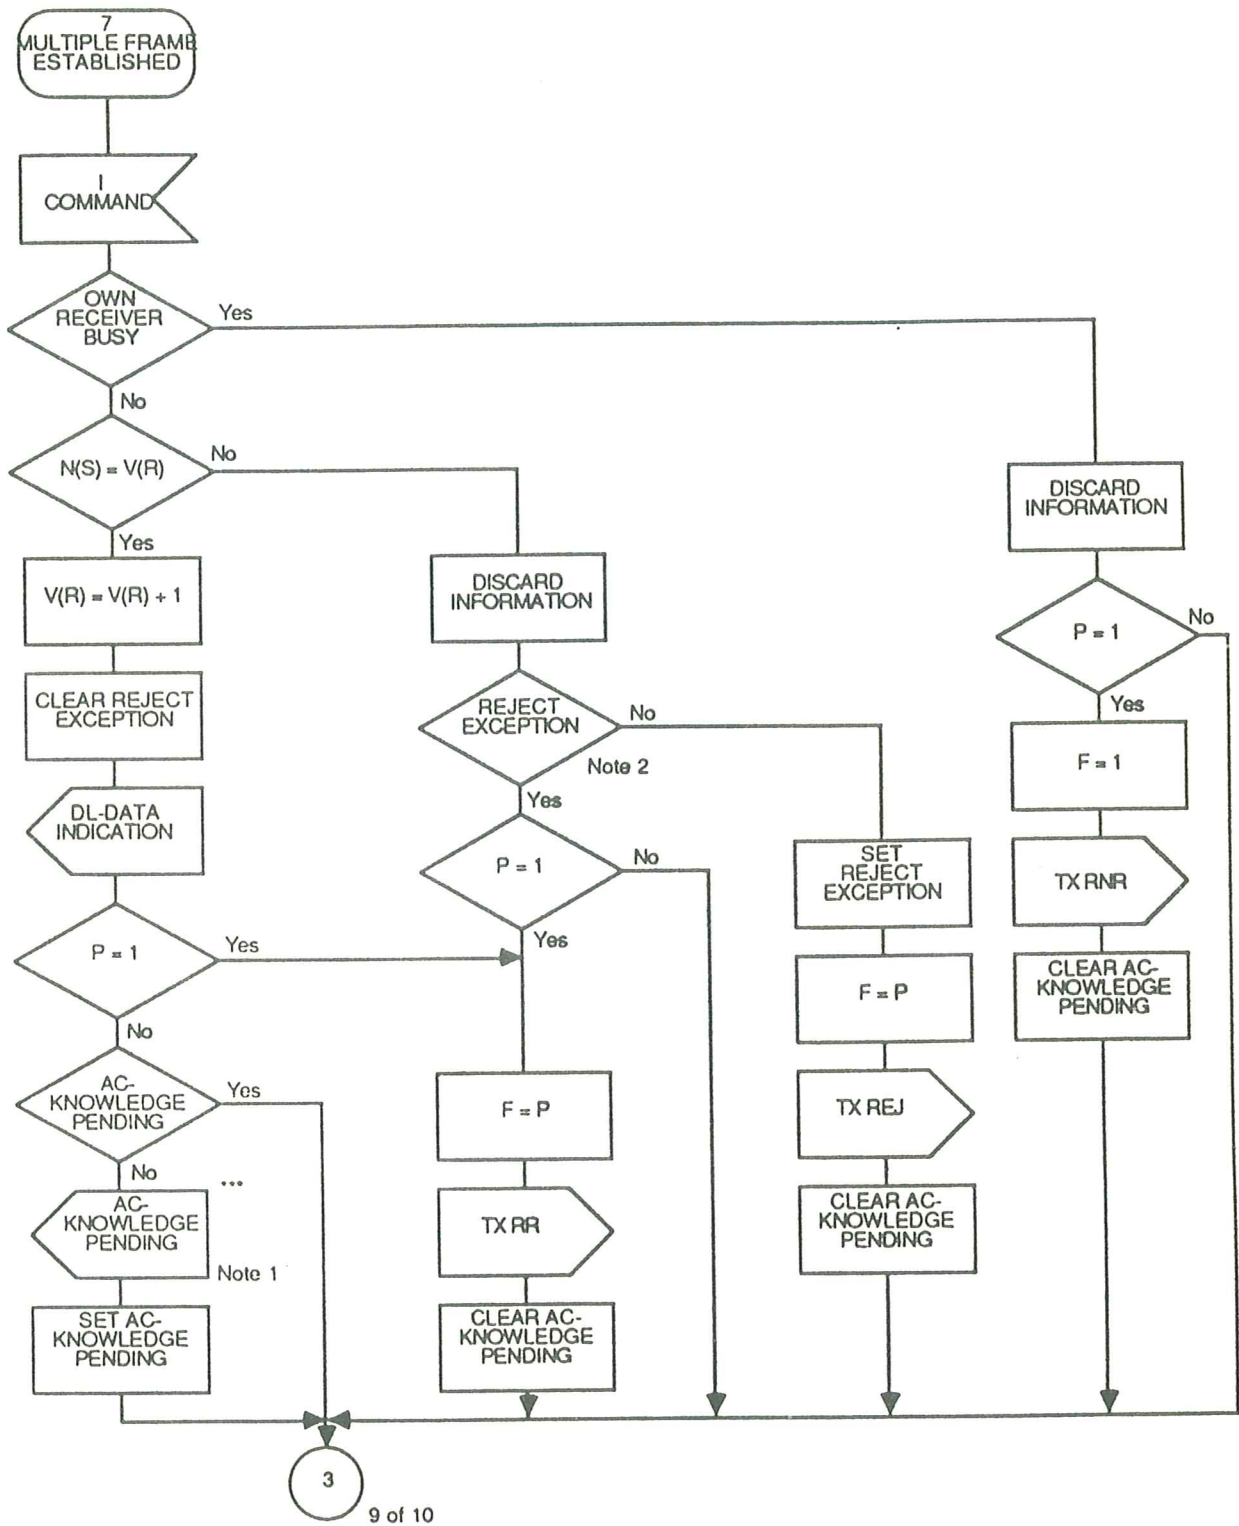 7
MULTIPLE FRAME
ESTABLISHED
I
COMMAND
OWN
RECEIVER
BUSY
Yes
No
N(S) = V(R)
No
Yes
V(R) = V(R) + 1
CLEAR REJECT
EXCEPTION
DL-DATA
INDICATION
P = 1
Yes
No
AC-
KNOWLEDGE
PENDING
Yes
No
...
AC-
KNOWLEDGE
PENDING
Note 1
SET AC-
KNOWLEDGE
PENDING
DISCARD
INFORMATION
REJECT
EXCEPTION
No
Note 2
Yes
P = 1
No
Yes
F = P
TX RR
CLEAR AC-
KNOWLEDGE
PENDING
SET
REJECT
EXCEPTION
F = P
TX REJ
CLEAR AC-
KNOWLEDGE
PENDING
DISCARD
INFORMATION
P = 1
No
Yes
F = 1
TX RNR
CLEAR AC-
KNOWLEDGE
PENDING
3
9 of 10